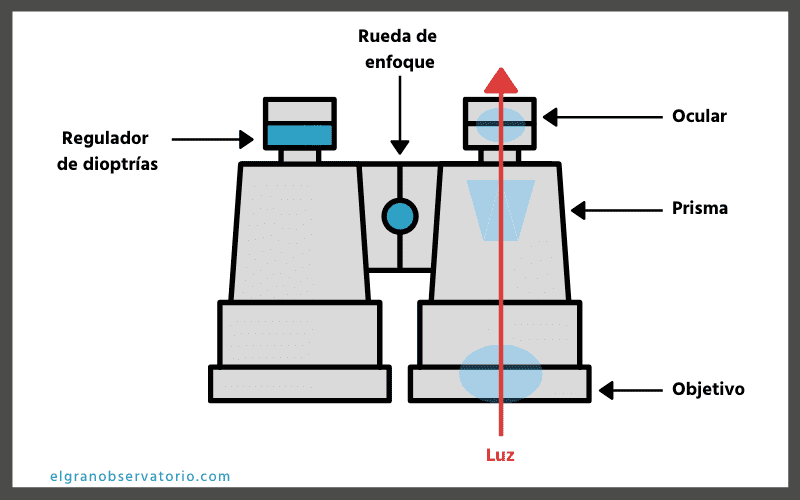 Rueda de
enfoque
Regulador
de dioptrías
Ocular
Prisma
Objetivo
Luz
elgranobservatorio.com